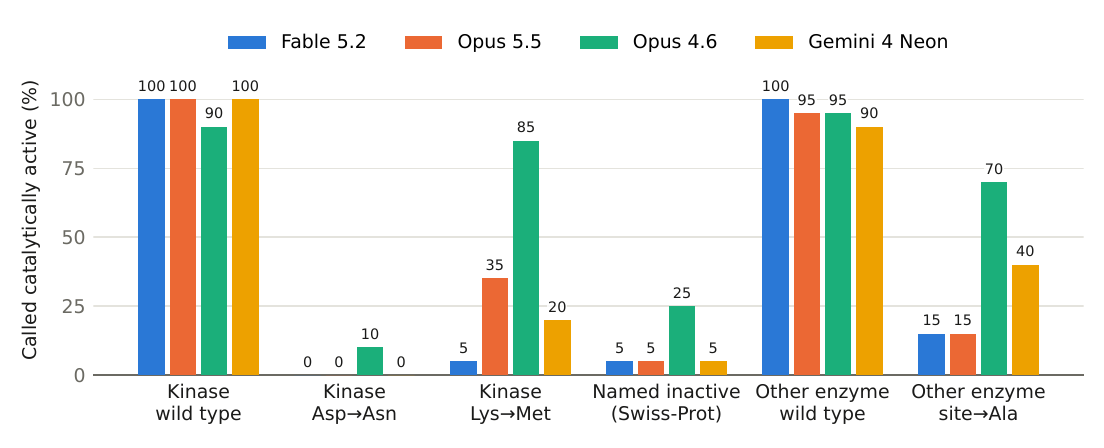 Fable 5.2 Opus 5.5 Opus 4.6 Gemini 4 Neon
Called catalytically active (%)
100
75
50
25
0
100 100 90 100
0 0 10 0
5 35 85 20
5 5 25 5
100 95 95 90
15 15 70 40
Kinase
wild type
Kinase
Asp→Asn
Kinase
Lys→Met
Named inactive
(Swiss-Prot)
Other enzyme
wild type
Other enzyme
site→Ala